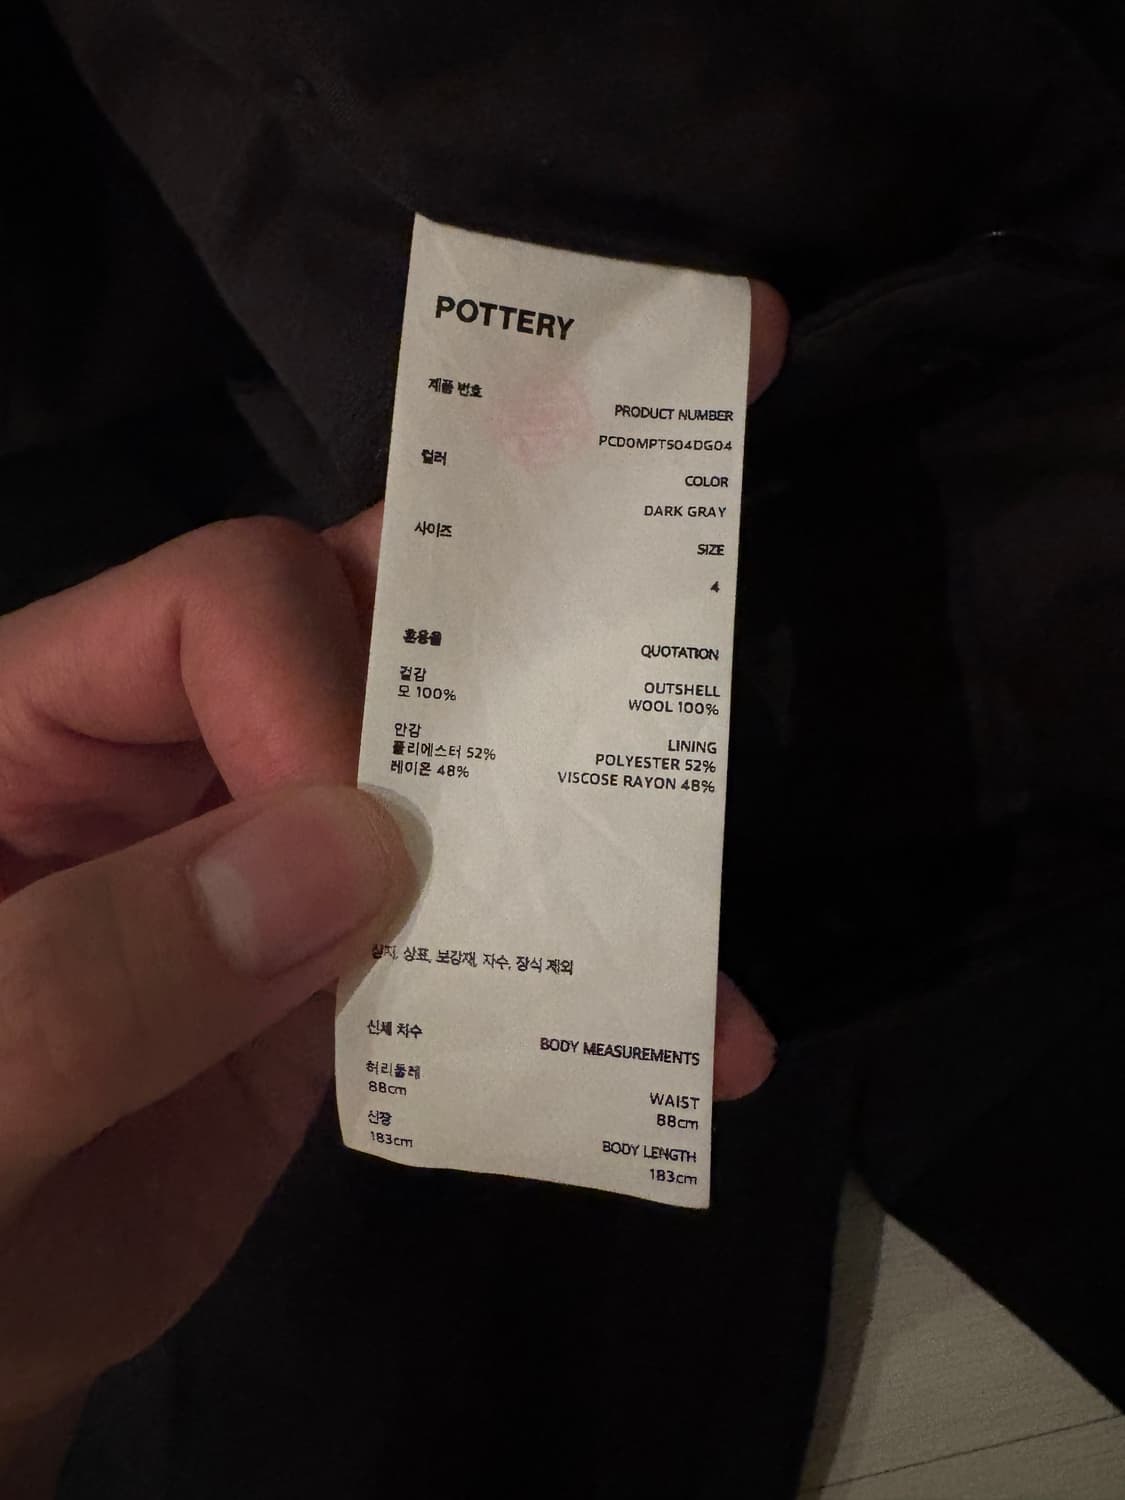 POTTERY
제품 번호
PRODUCT NUMBER
PCD0MPT504DG04
컬러
COLOR
DARK GRAY
사이즈
SIZE
4
혼용율
QUOTATION
겉감
OUTSHELL
모 100%
WOOL 100%
안감
LINING
폴리에스터 52%
POLYESTER 52%
레이온 48%
VISCOSE RAYON 48%
상표, 보강재, 자수, 장식 제외
신체 치수
BODY MEASUREMENTS
허리둘레
WAIST
88cm
88cm
신장
BODY LENGTH
183cm
183cm